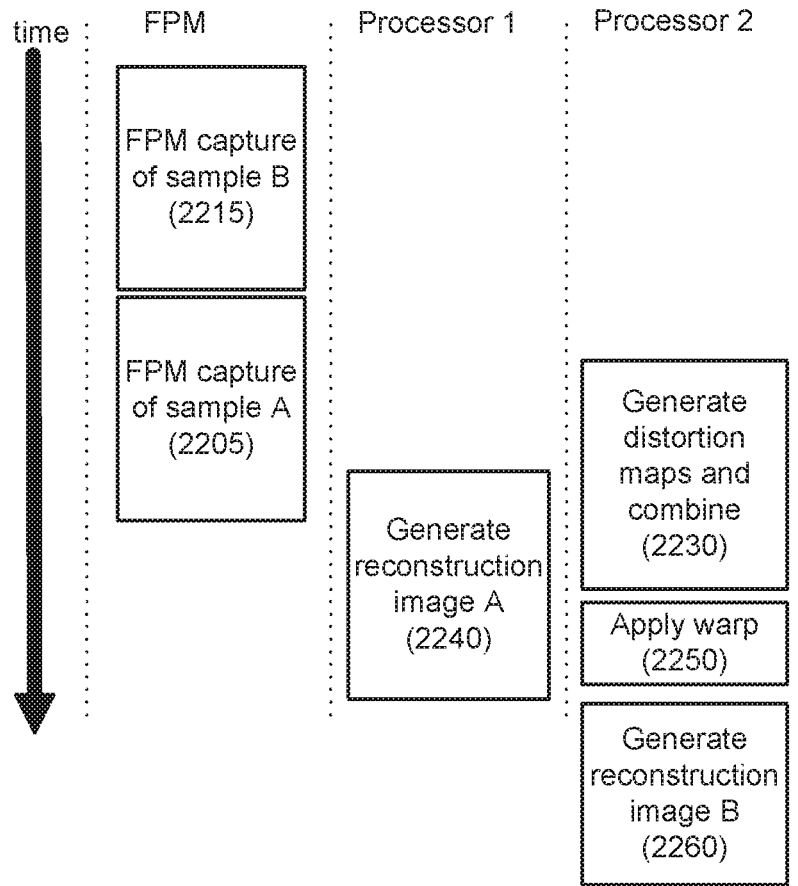 time
FPM
Processor 1
Processor 2
FPM capture
of sample B
(2215)
FPM capture
of sample A
(2205)
Generate
distortion
maps and
combine
(2230)
Generate
reconstruction
image A
(2240)
Apply warp
(2250)
Generate
reconstruction
image B
(2260)